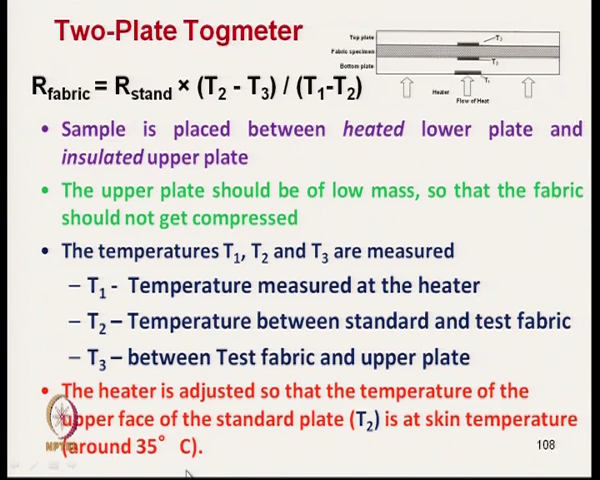 Two-Plate Togmeter
Top plate
T3
Fabric specimen
T2
Bottom plate
T1
Heater
Flow of Heat
Rfabric = Rstand × (T2 - T3) / (T1-T2)
• Sample is placed between heated lower plate and
insulated upper plate
• The upper plate should be of low mass, so that the fabric
should not get compressed
• The temperatures T1, T2 and T3 are measured
– T1 - Temperature measured at the heater
– T2 – Temperature between standard and test fabric
– T3 – between Test fabric and upper plate
• The heater is adjusted so that the temperature of the
upper face of the standard plate (T2) is at skin temperature
(around 35° C).
NPTEL
108